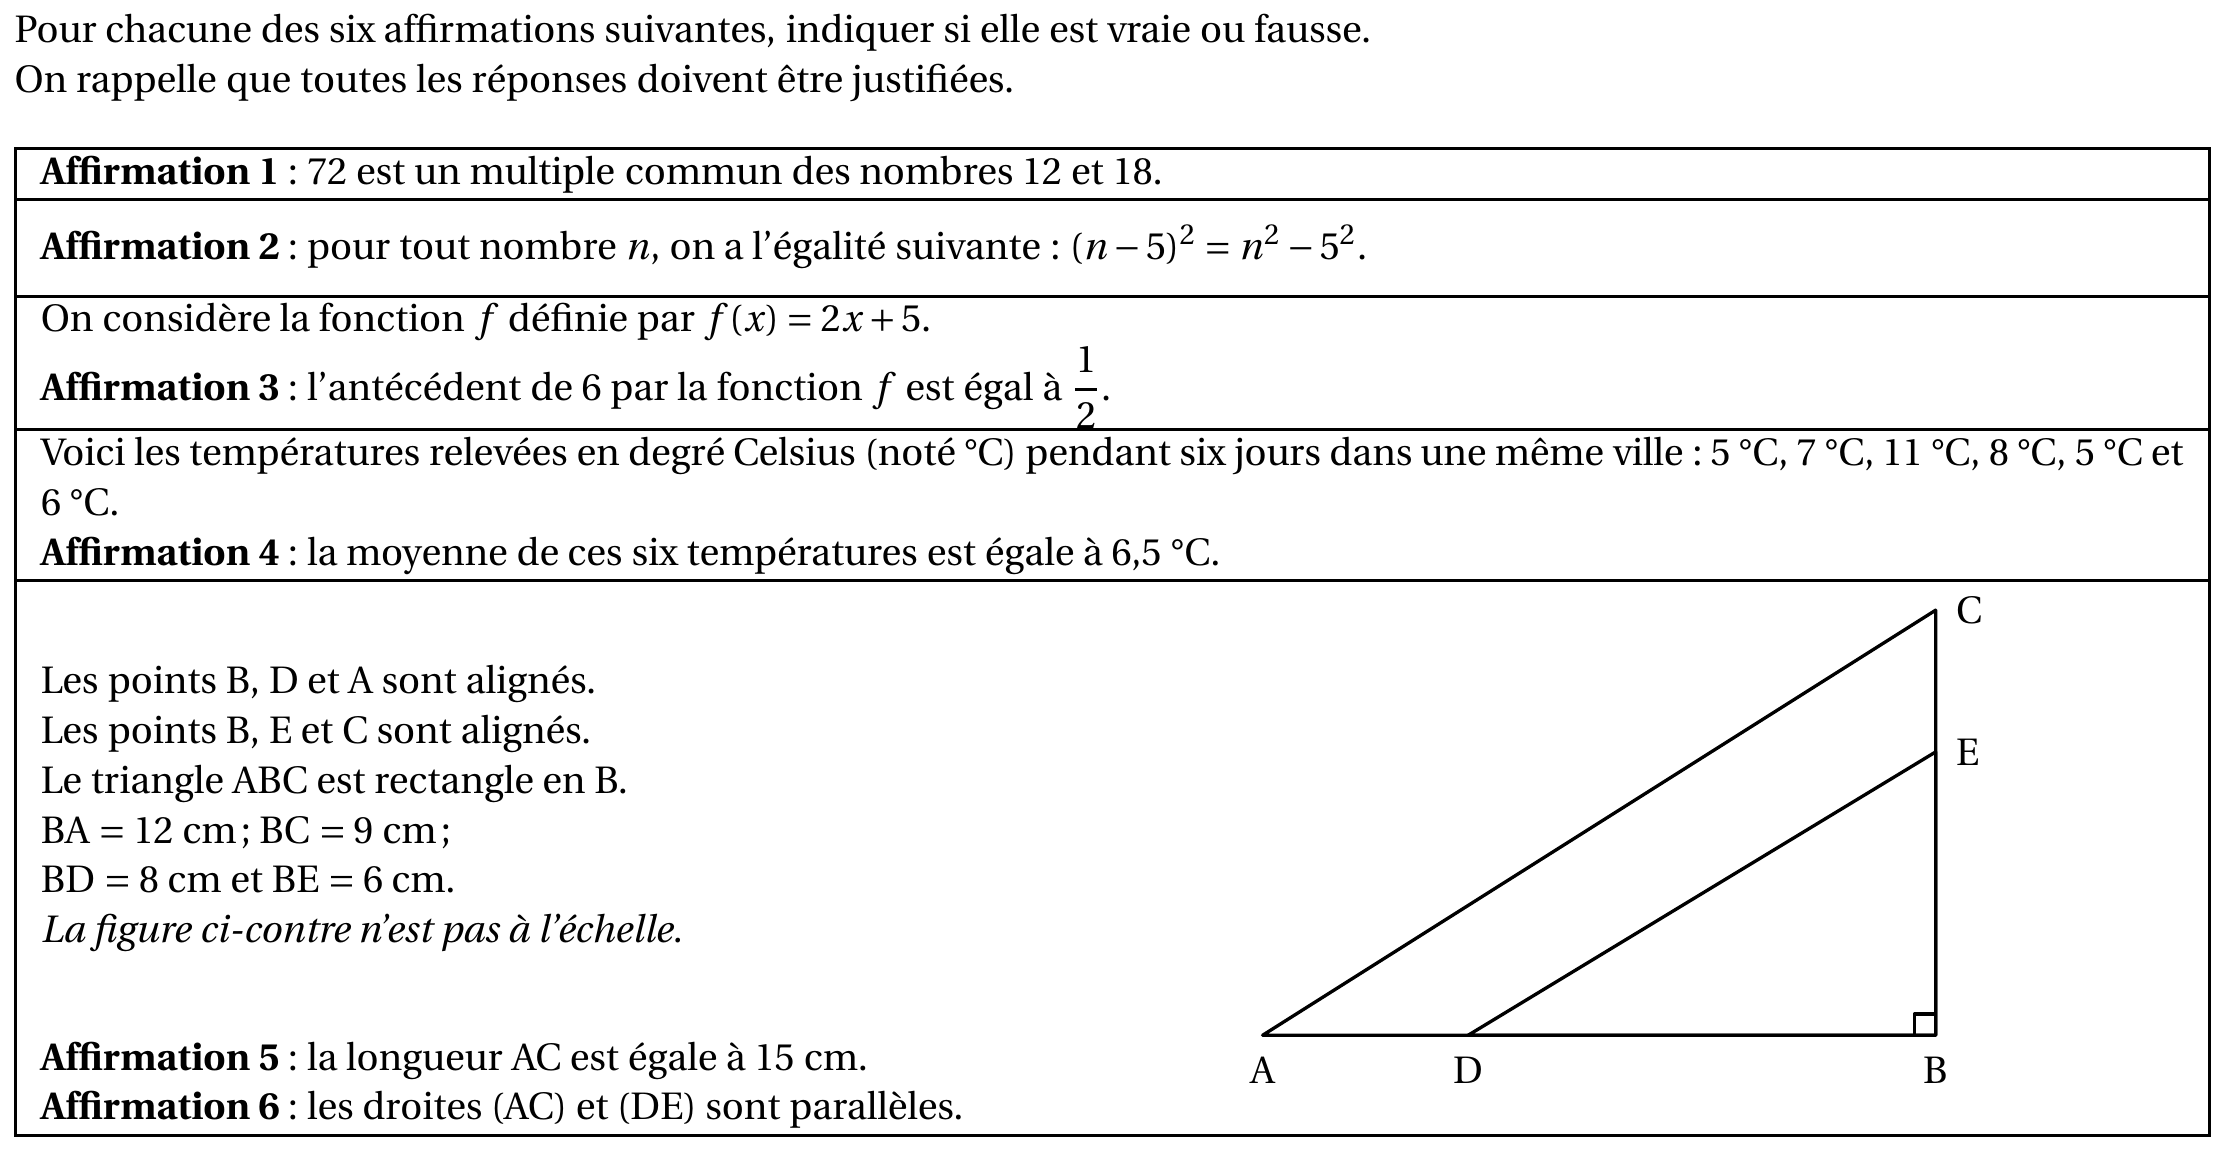 Pour chacune des six affirmations suivantes, indiquer si elle est vraie ou fausse.
On rappelle que toutes les réponses doivent être justifiées.
Affirmation 1 : 72 est un multiple commun des nombres 12 et 18.
Affirmation 2 : pour tout nombre n, on a l'égalité suivante : (n − 5)² = n² − 5².
On considère la fonction f définie par f(x) = 2x + 5.
Affirmation 3 : l'antécédent de 6 par la fonction f est égal à 1/2.
Voici les températures relevées en degré Celsius (noté °C) pendant six jours dans une même ville : 5 °C, 7 °C, 11 °C, 8 °C, 5 °C et
6 °C.
Affirmation 4 : la moyenne de ces six températures est égale à 6,5 °C.
Les points B, D et A sont alignés.
Les points B, E et C sont alignés.
Le triangle ABC est rectangle en B.
BA = 12 cm ; BC = 9 cm ;
BD = 8 cm et BE = 6 cm.
La figure ci-contre n'est pas à l'échelle.
Affirmation 5 : la longueur AC est égale à 15 cm.
Affirmation 6 : les droites (AC) et (DE) sont parallèles.
C
E
A D B